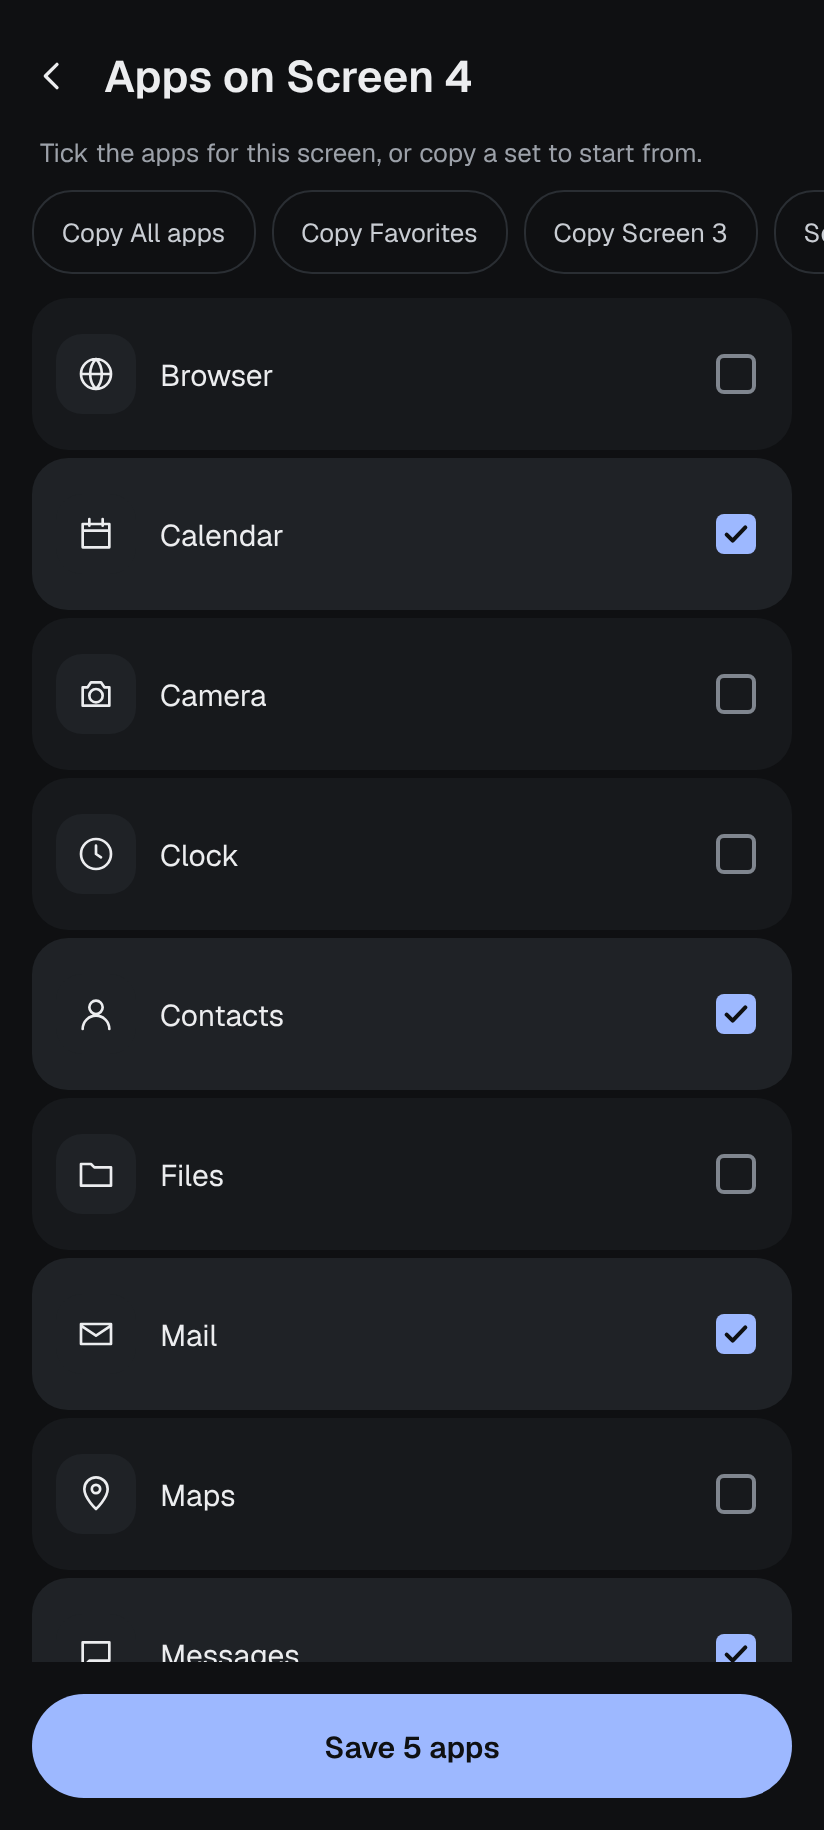 Apps on Screen 4
Tick the apps for this screen, or copy a set to start from.
Copy All apps
Copy Favorites
Copy Screen 3
Browser
Calendar
Camera
Clock
Contacts
Files
Mail
Maps
Messages
Save 5 apps